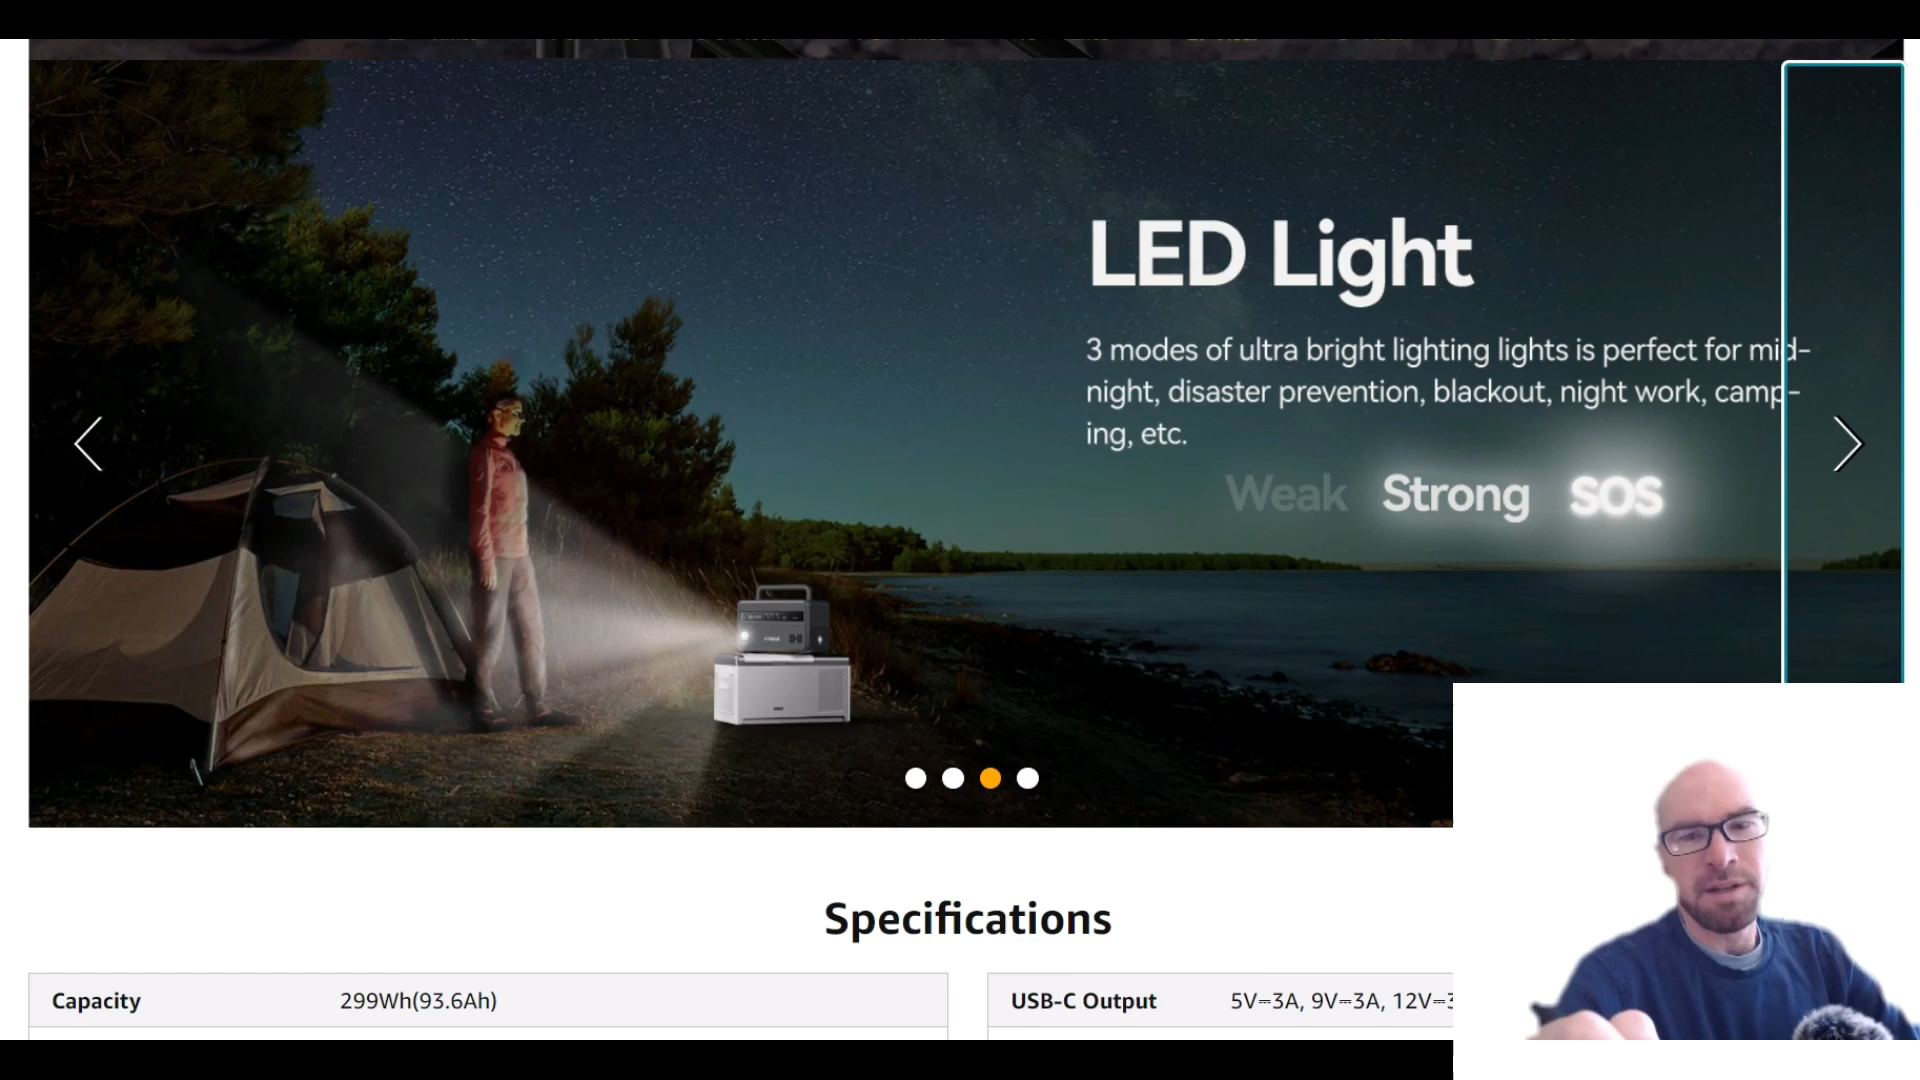 LED Light
3 modes of ultra bright lighting lights is perfect for mid-
night, disaster prevention, blackout, night work, camp-
ing, etc.
Weak Strong SOS
Specifications
Capacity 299Wh(93.6Ah)
USB-C Output 5V⎓3A, 9V⎓3A, 12V⎓3